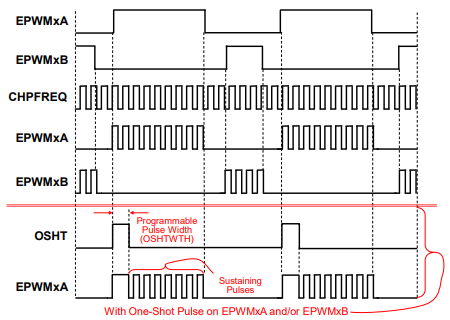 EPWMxA
EPWMxB
CHPFREQ
EPWMxA
EPWMxB
Programmable
Pulse Width
(OSHTWTH)
OSHT
Sustaining
Pulses
EPWMxA
With One-Shot Pulse on EPWMxA and/or EPWMxB